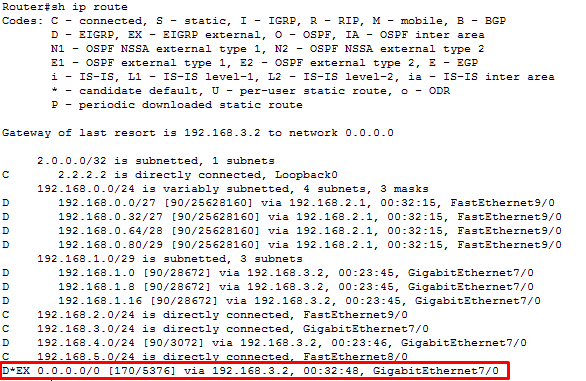 Router#sh ip route
Codes: C - connected, S - static, I - IGRP, R - RIP, M - mobile, B - BGP
D - EIGRP, EX - EIGRP external, O - OSPF, IA - OSPF inter area
N1 - OSPF NSSA external type 1, N2 - OSPF NSSA external type 2
E1 - OSPF external type 1, E2 - OSPF external type 2, E - EGP
i - IS-IS, L1 - IS-IS level-1, L2 - IS-IS level-2, ia - IS-IS inter area
* - candidate default, U - per-user static route, o - ODR
P - periodic downloaded static route
Gateway of last resort is 192.168.3.2 to network 0.0.0.0
2.0.0.0/32 is subnetted, 1 subnets
C 2.2.2.2 is directly connected, Loopback0
192.168.0.0/24 is variably subnetted, 4 subnets, 3 masks
D 192.168.0.0/27 [90/25628160] via 192.168.2.1, 00:32:15, FastEthernet9/0
D 192.168.0.32/27 [90/25628160] via 192.168.2.1, 00:32:15, FastEthernet9/0
D 192.168.0.64/28 [90/25628160] via 192.168.2.1, 00:32:15, FastEthernet9/0
D 192.168.0.80/29 [90/25628160] via 192.168.2.1, 00:32:15, FastEthernet9/0
192.168.1.0/29 is subnetted, 3 subnets
D 192.168.1.0 [90/28672] via 192.168.3.2, 00:23:45, GigabitEthernet7/0
D 192.168.1.8 [90/28672] via 192.168.3.2, 00:23:45, GigabitEthernet7/0
D 192.168.1.16 [90/28672] via 192.168.3.2, 00:23:45, GigabitEthernet7/0
C 192.168.2.0/24 is directly connected, FastEthernet9/0
C 192.168.3.0/24 is directly connected, GigabitEthernet7/0
D 192.168.4.0/24 [90/3072] via 192.168.3.2, 00:23:46, GigabitEthernet7/0
C 192.168.5.0/24 is directly connected, FastEthernet8/0
D*EX 0.0.0.0/0 [170/5376] via 192.168.3.2, 00:32:48, GigabitEthernet7/0